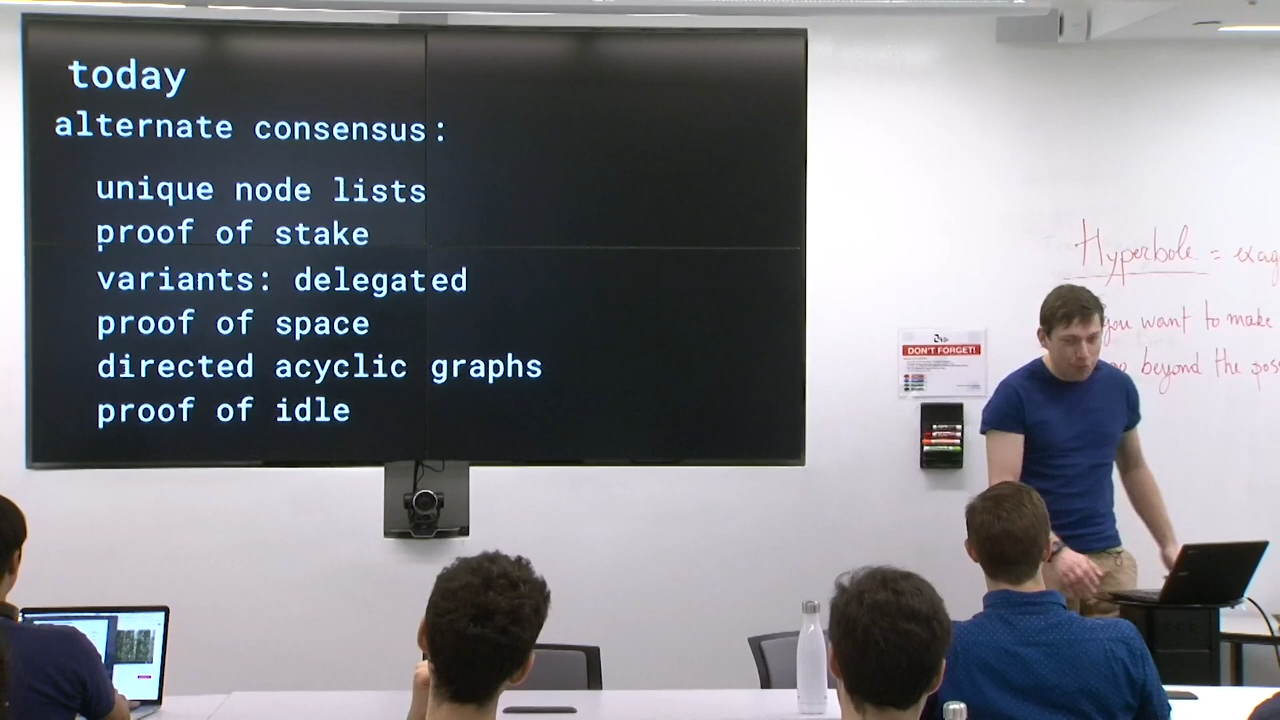 today
alternate consensus:
unique node lists
proof of stake
variants: delegated
proof of space
directed acyclic graphs
proof of idle
Hyperbole = exag
you want to make
beyond the poss
DON'T FORGET!